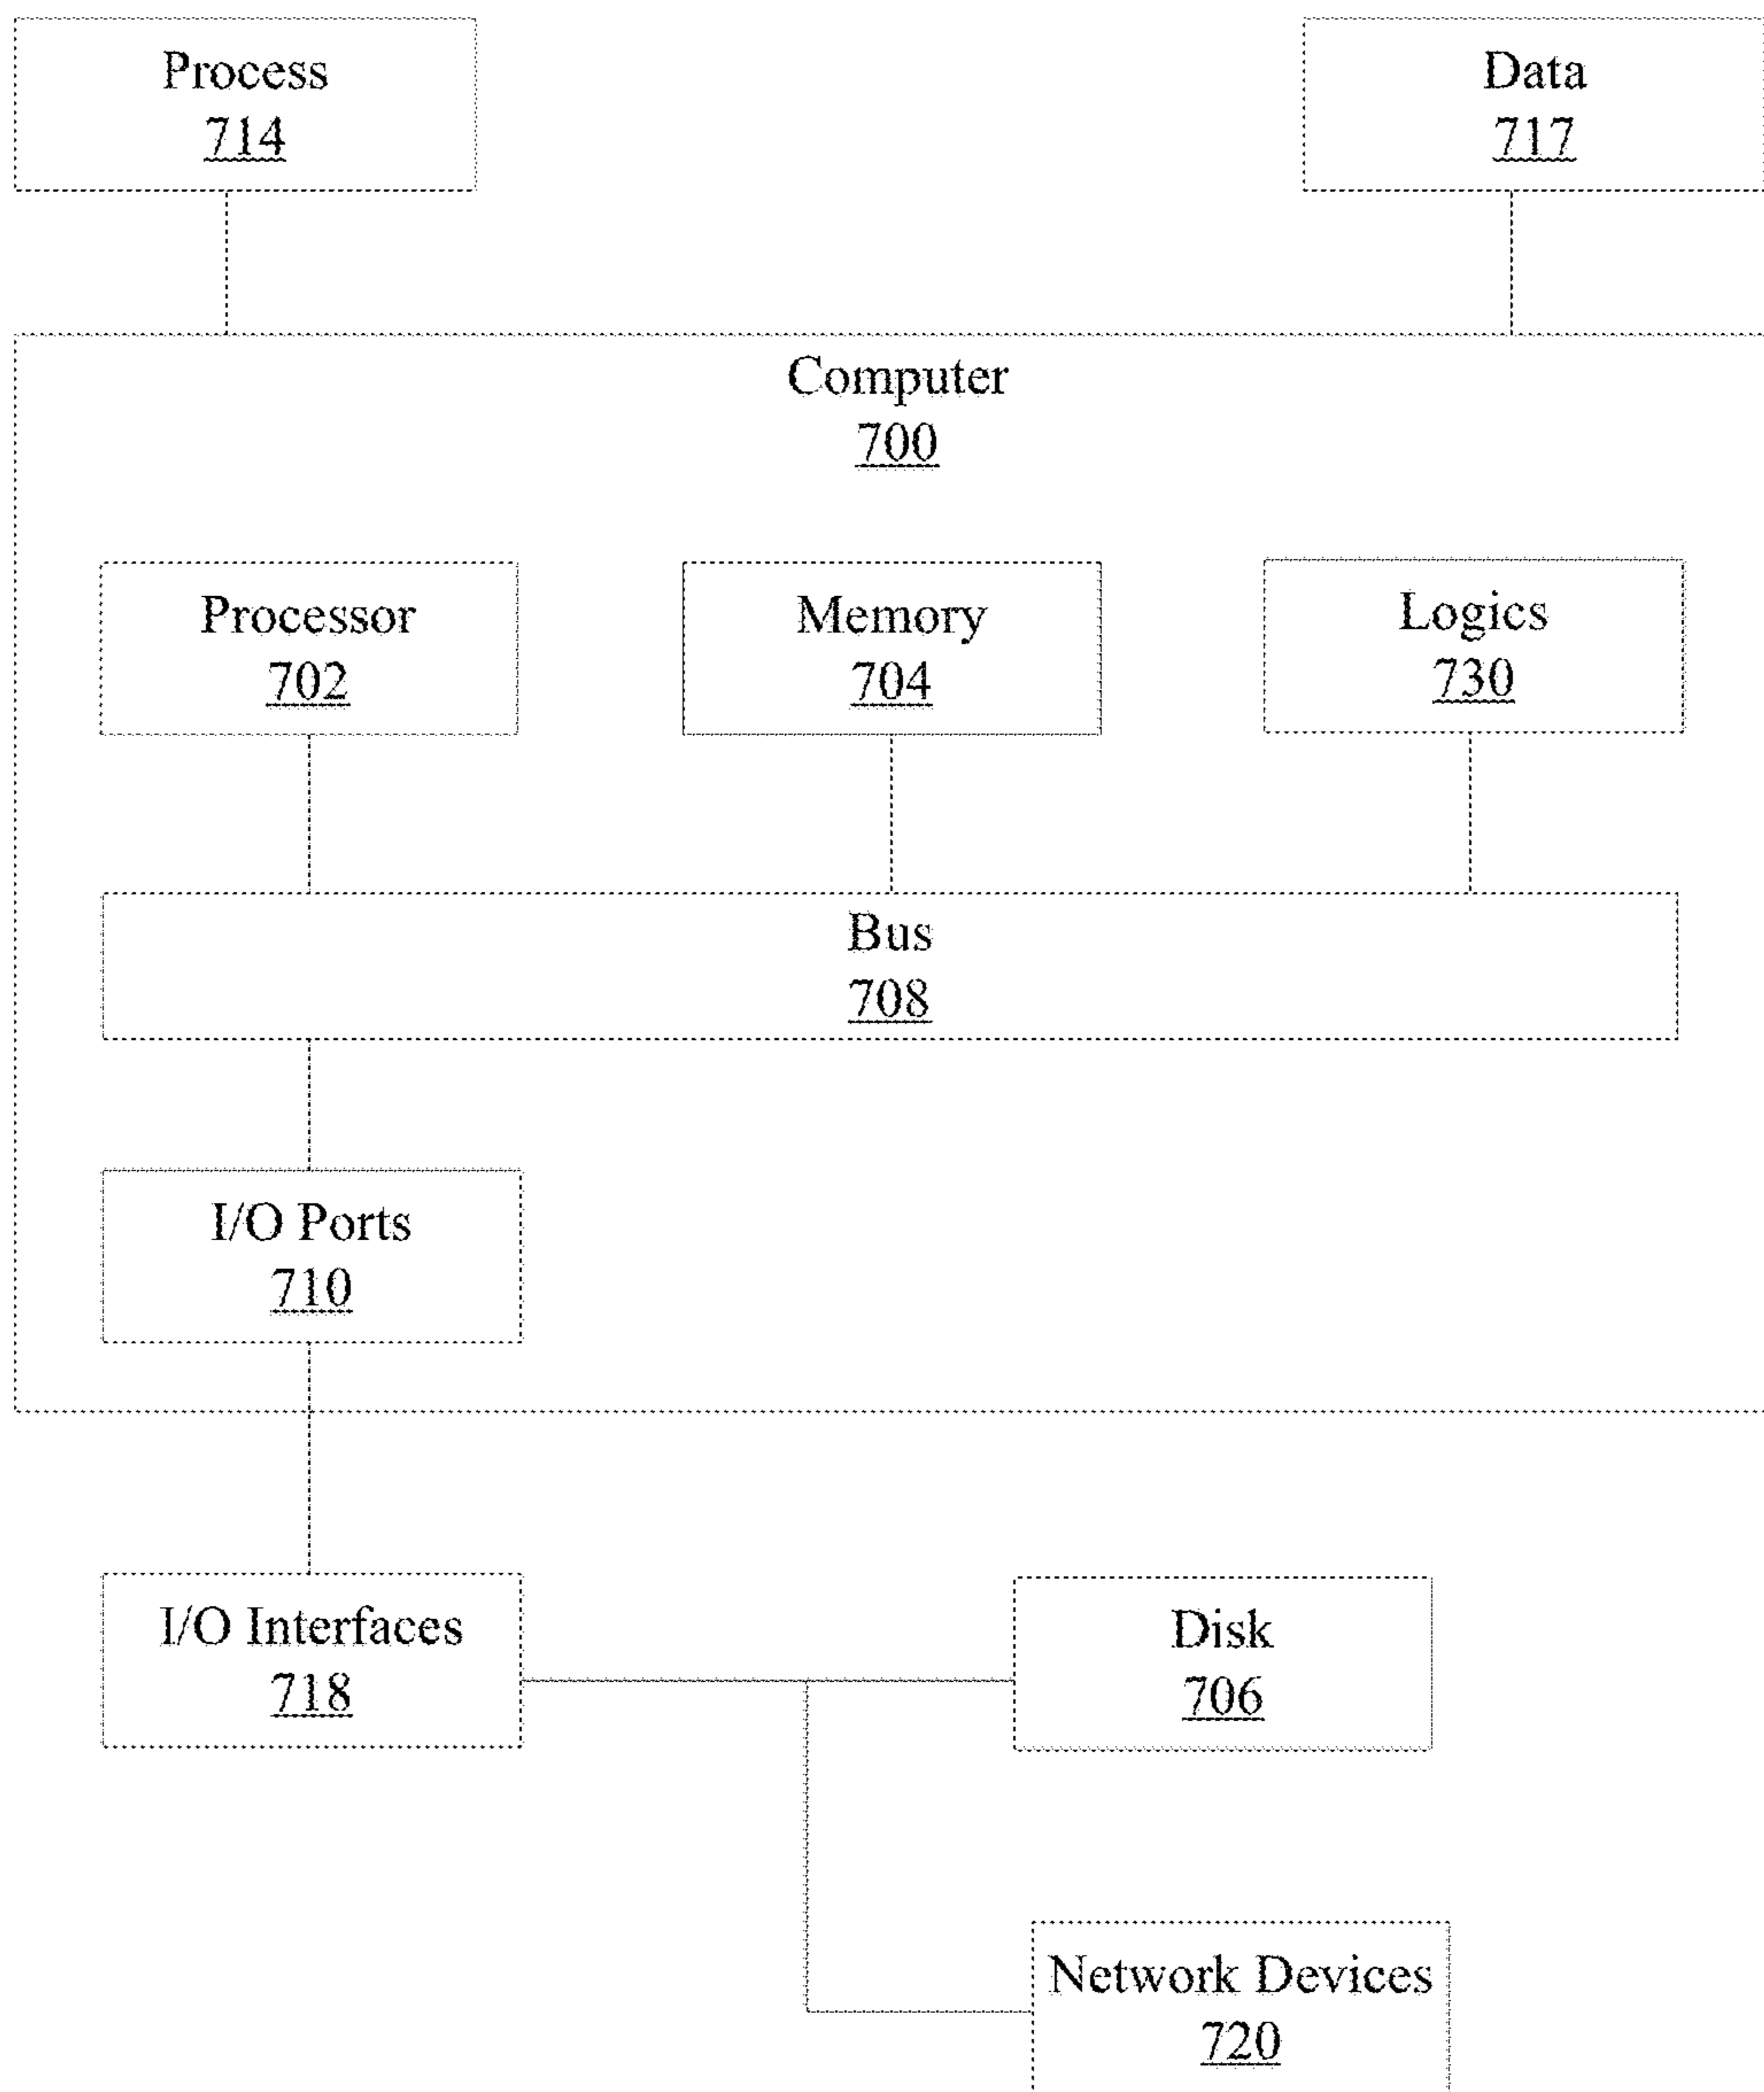 Process
714
Data
717
Computer
700
Processor
702
Memory
704
Logics
730
Bus
708
I/O Ports
710
I/O Interfaces
718
Disk
706
Network Devices
720